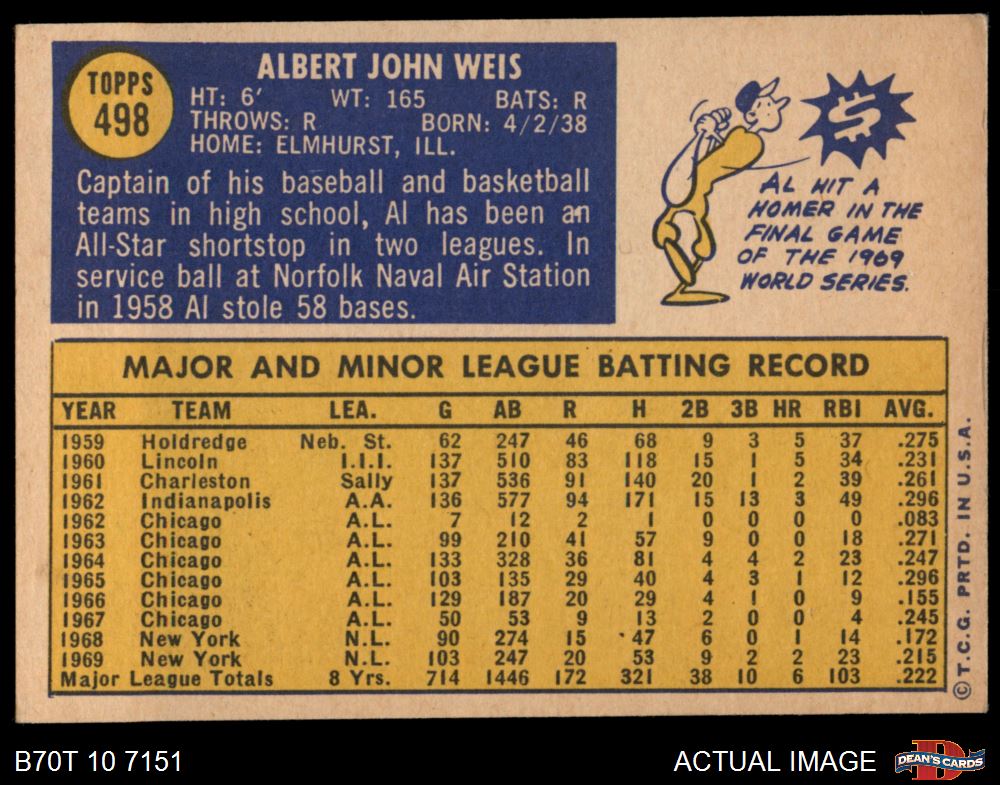 TOPPS
498
ALBERT JOHN WEIS
HT: 6' WT: 165 BATS: R
THROWS: R BORN: 4/2/38
HOME: ELMHURST, ILL.
Captain of his baseball and basketball
teams in high school, Al has been an
All-Star shortstop in two leagues. In
service ball at Norfolk Naval Air Station
in 1958 Al stole 58 bases.
$
AL HIT A
HOMER IN THE
FINAL GAME
OF THE 1969
WORLD SERIES.
MAJOR AND MINOR LEAGUE BATTING RECORD
YEAR TEAM LEA. G AB R H 2B 3B HR RBI AVG.
1959 Holdredge Neb. St. 62 247 46 68 9 3 5 37 .275
1960 Lincoln I.I.I. 137 510 83 118 15 1 5 34 .231
1961 Charleston Sally 137 536 91 140 20 1 2 39 .261
1962 Indianapolis A.A. 136 577 94 171 15 13 3 49 .296
1962 Chicago A.L. 7 12 2 1 0 0 0 0 .083
1963 Chicago A.L. 99 210 41 57 9 0 0 18 .271
1964 Chicago A.L. 133 328 36 81 4 4 2 23 .247
1965 Chicago A.L. 103 135 29 40 4 3 1 12 .296
1966 Chicago A.L. 129 187 20 29 4 1 0 9 .155
1967 Chicago A.L. 50 53 9 13 2 0 0 4 .245
1968 New York N.L. 90 274 15 47 6 0 1 14 .172
1969 New York N.L. 103 247 20 53 9 2 2 23 .215
Major League Totals 8 Yrs. 714 1446 172 321 38 10 6 103 .222
© T.C.G. PRTD. IN U.S.A.
B70T 10 7151
ACTUAL IMAGE
DEAN'S CARDS